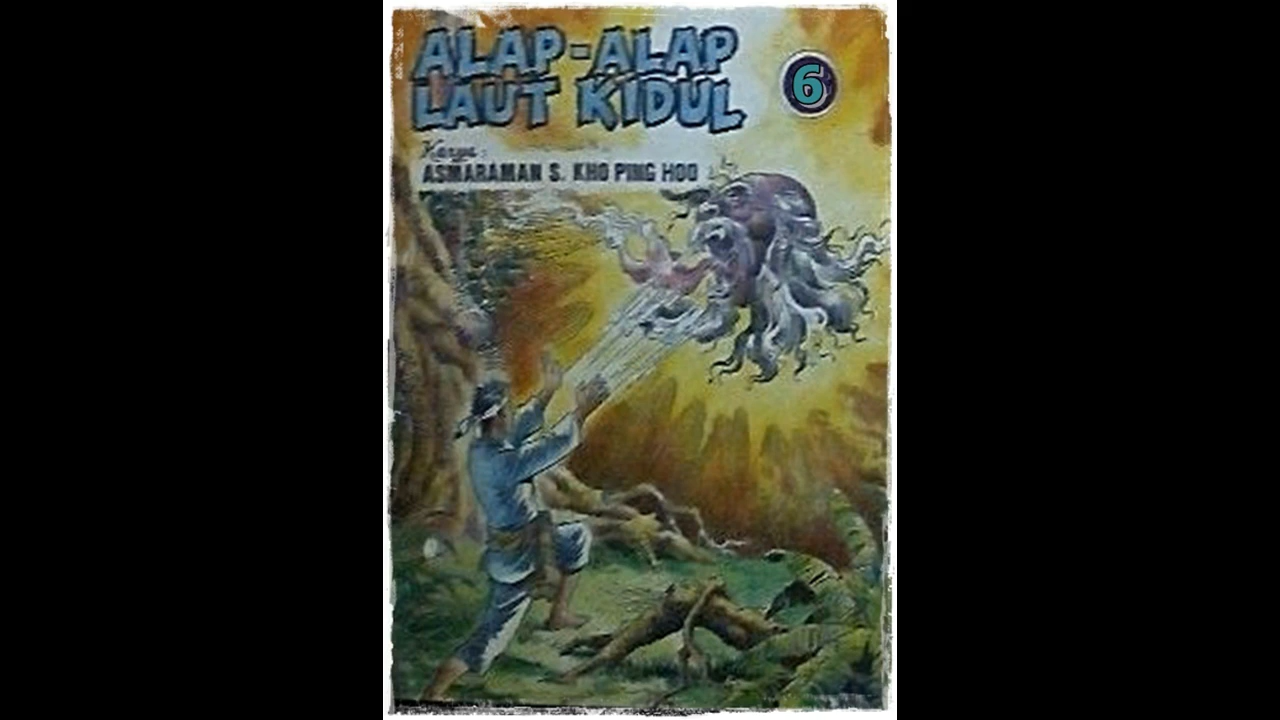 ALAP-ALAP
LAUT KIDUL
6
Karya :
ASMARAMAN S. KHO PING HOO